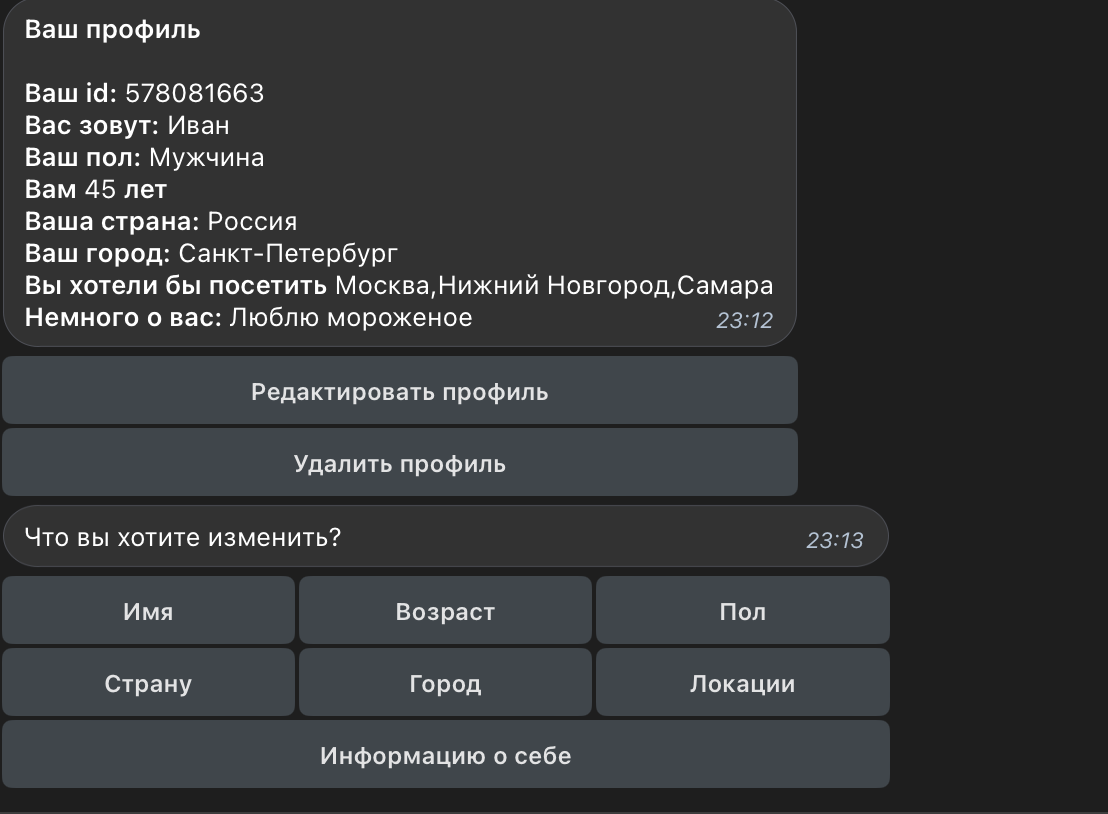 Ваш профиль
Ваш id: 578081663
Вас зовут: Иван
Ваш пол: Мужчина
Вам 45 лет
Ваша страна: Россия
Ваш город: Санкт-Петербург
Вы хотели бы посетить Москва,Нижний Новгород,Самара
Немного о вас: Люблю мороженое 23:12
Редактировать профиль
Удалить профиль
Что вы хотите изменить? 23:13
Имя Возраст Пол
Страну Город Локации
Информацию о себе